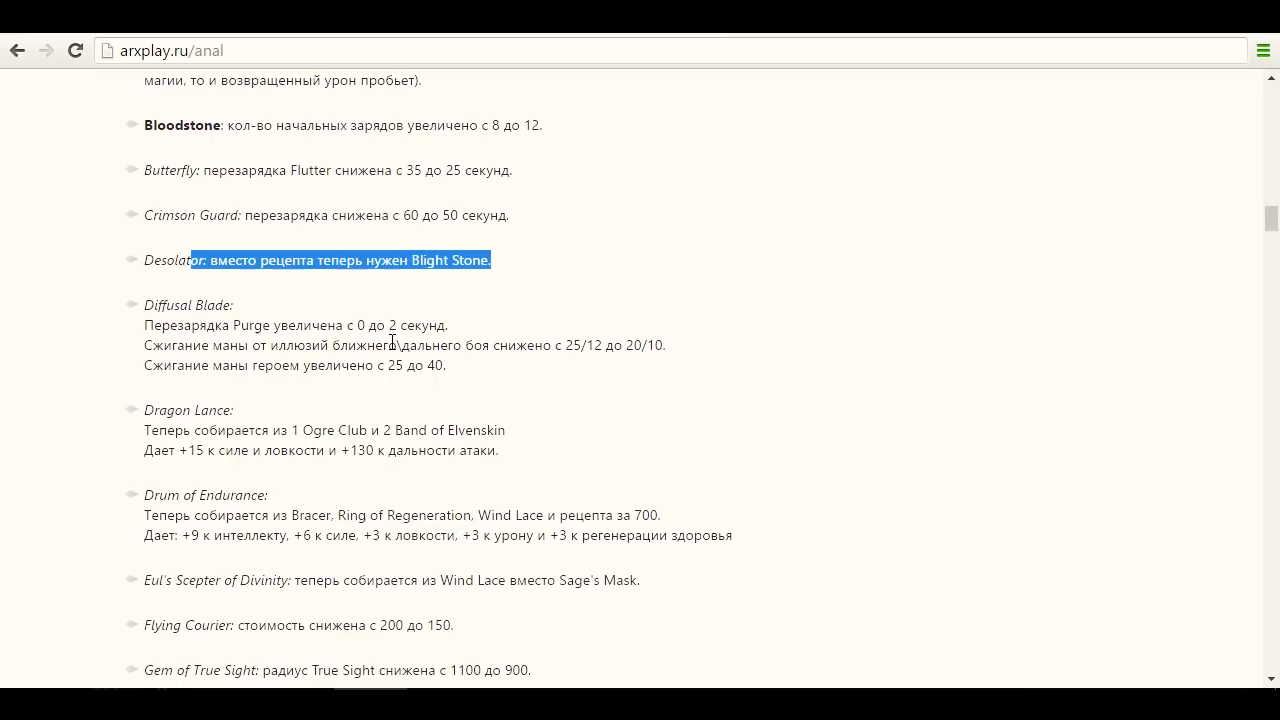 arxplay.ru/anal
магии, то и возвращенный урон пробьет).
Bloodstone: кол-во начальных зарядов увеличено с 8 до 12.
Butterfly: перезарядка Flutter снижена с 35 до 25 секунд.
Crimson Guard: перезарядка снижена с 60 до 50 секунд.
Desolator: вместо рецепта теперь нужен Blight Stone.
Diffusal Blade:
Перезарядка Purge увеличена с 0 до 2 секунд.
Сжигание маны от иллюзий ближнего\дальнего боя снижено с 25/12 до 20/10.
Сжигание маны героем увеличено с 25 до 40.
Dragon Lance:
Теперь собирается из 1 Ogre Club и 2 Band of Elvenskin
Дает +15 к силе и ловкости и +130 к дальности атаки.
Drum of Endurance:
Теперь собирается из Bracer, Ring of Regeneration, Wind Lace и рецепта за 700.
Дает: +9 к интеллекту, +6 к силе, +3 к ловкости, +3 к урону и +3 к регенерации здоровья
Eul's Scepter of Divinity: теперь собирается из Wind Lace вместо Sage's Mask.
Flying Courier: стоимость снижена с 200 до 150.
Gem of True Sight: радиус True Sight снижена с 1100 до 900.